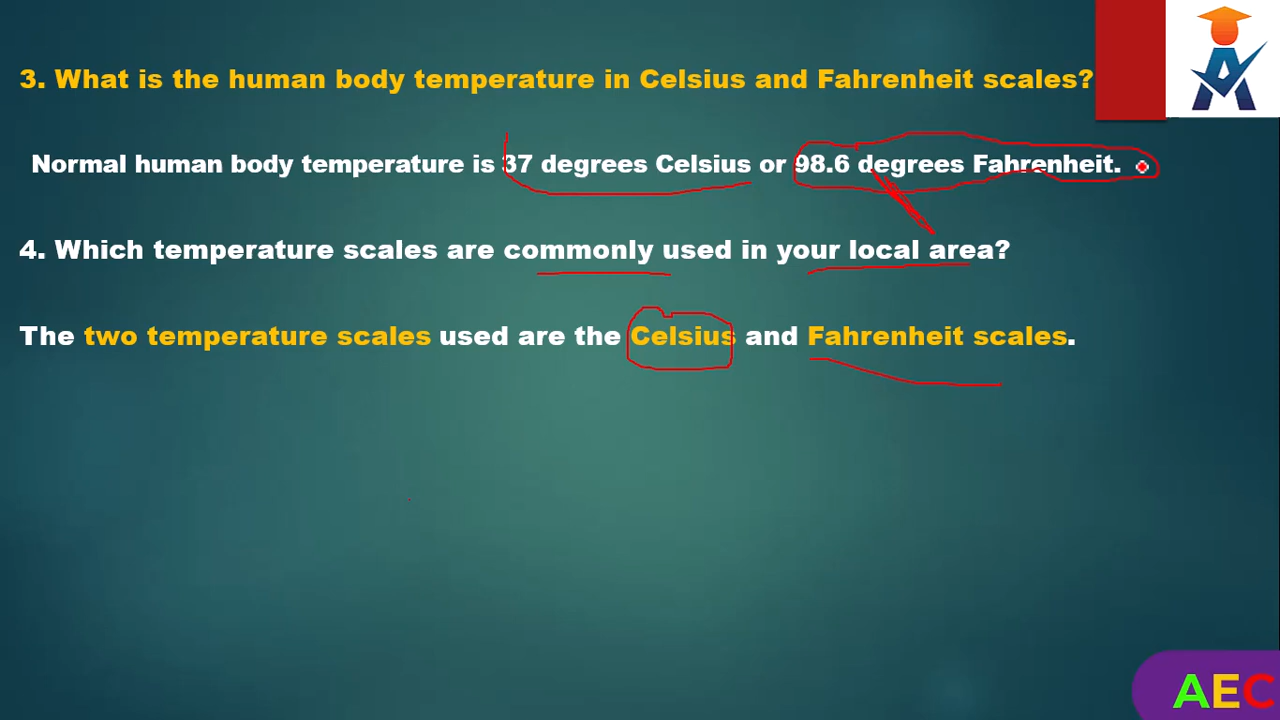 3. What is the human body temperature in Celsius and Fahrenheit scales?
Normal human body temperature is 37 degrees Celsius or 98.6 degrees Fahrenheit.
4. Which temperature scales are commonly used in your local area?
The two temperature scales used are the Celsius and Fahrenheit scales.
AEC